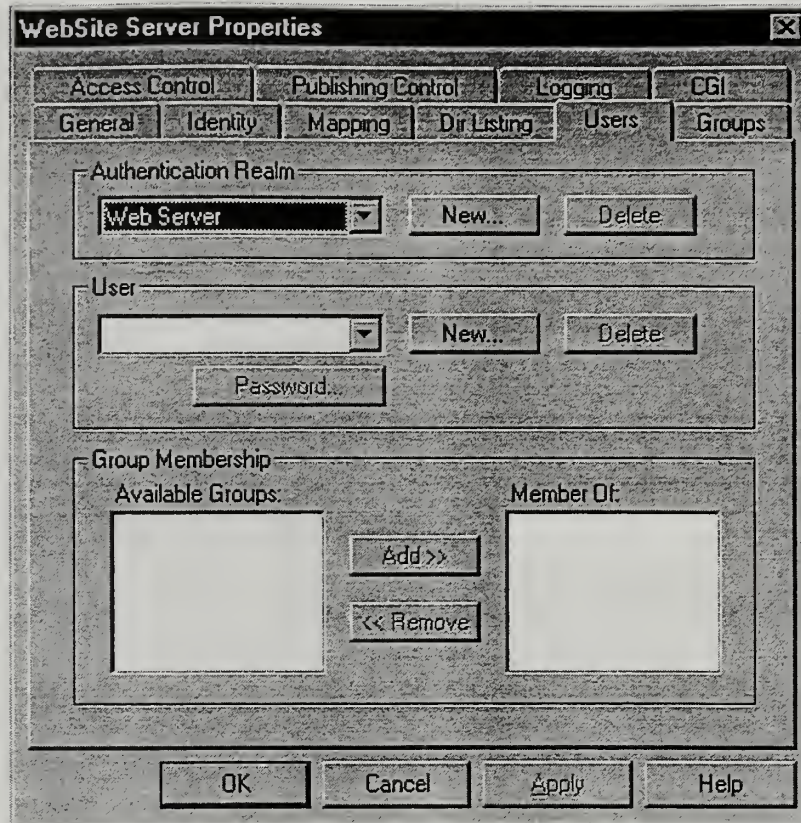 WebSite Server Properties
Access Control Publishing Control Logging CGI
General Identity Mapping Dir Listing Users Groups
Authentication Realm
Web Server New... Delete
User
New... Delete
Password...
Group Membership
Available Groups: Member Of:
Add >>
<< Remove
OK Cancel Apply Help